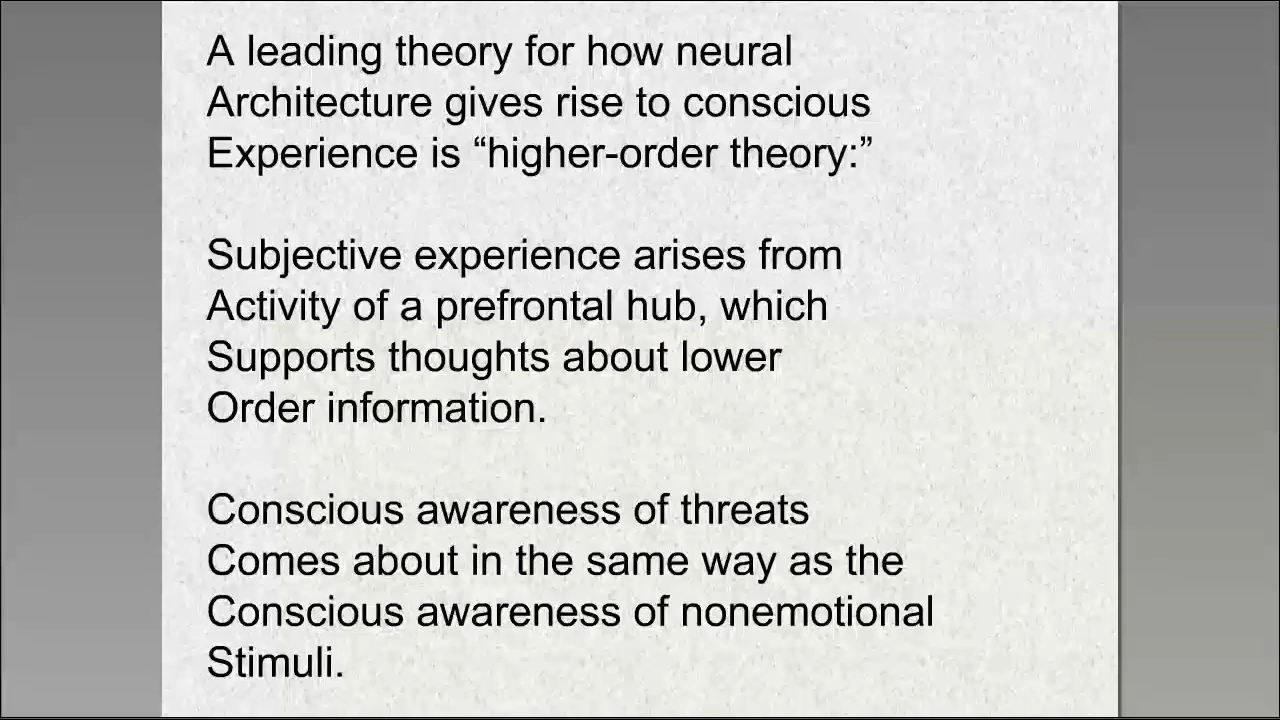 A leading theory for how neural
Architecture gives rise to conscious
Experience is “higher-order theory:”
Subjective experience arises from
Activity of a prefrontal hub, which
Supports thoughts about lower
Order information.
Conscious awareness of threats
Comes about in the same way as the
Conscious awareness of nonemotional
Stimuli.